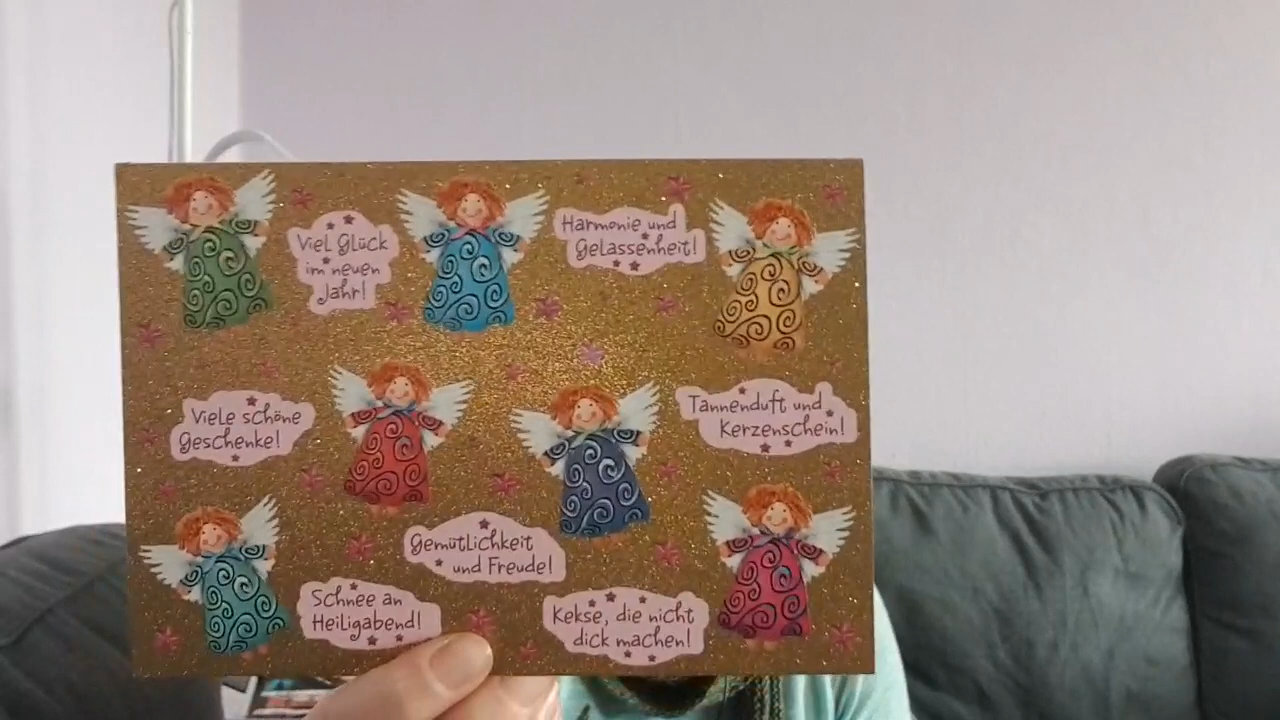 Viel Glück
im neuen
Jahr!
Harmonie und
Gelassenheit!
Viele schöne
Geschenke!
Tannenduft und
Kerzenschein!
Gemütlichkeit
und Freude!
Schnee an
Heiligabend!
Kekse, die nicht
dick machen!